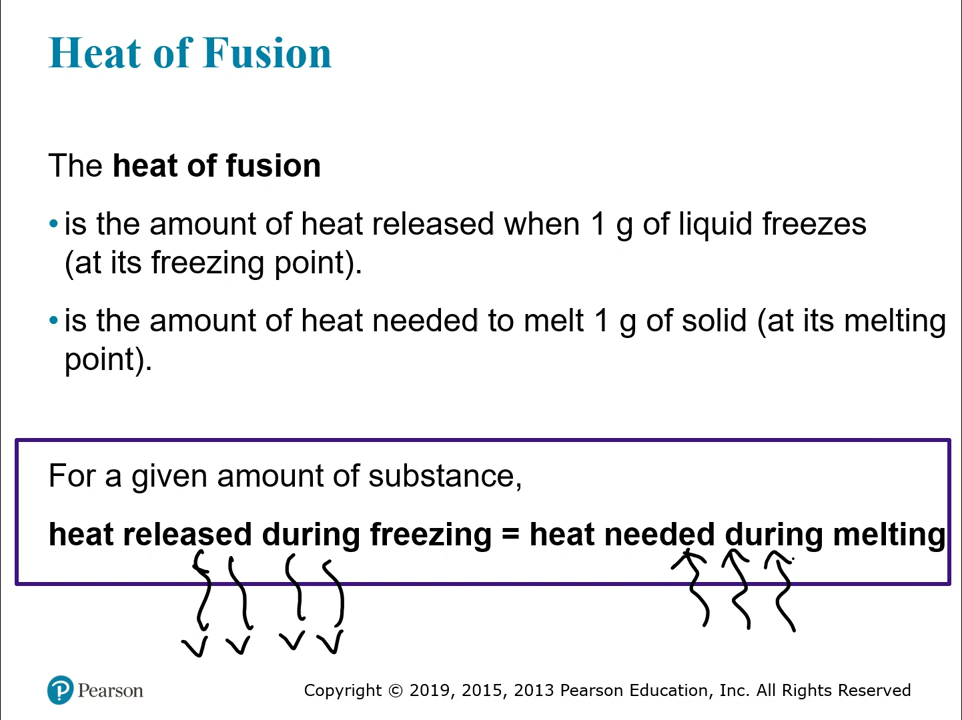 Heat of Fusion
The heat of fusion
• is the amount of heat released when 1 g of liquid freezes
(at its freezing point).
• is the amount of heat needed to melt 1 g of solid (at its melting
point).
For a given amount of substance,
heat released during freezing = heat needed during melting
Pearson
Copyright © 2019, 2015, 2013 Pearson Education, Inc. All Rights Reserved